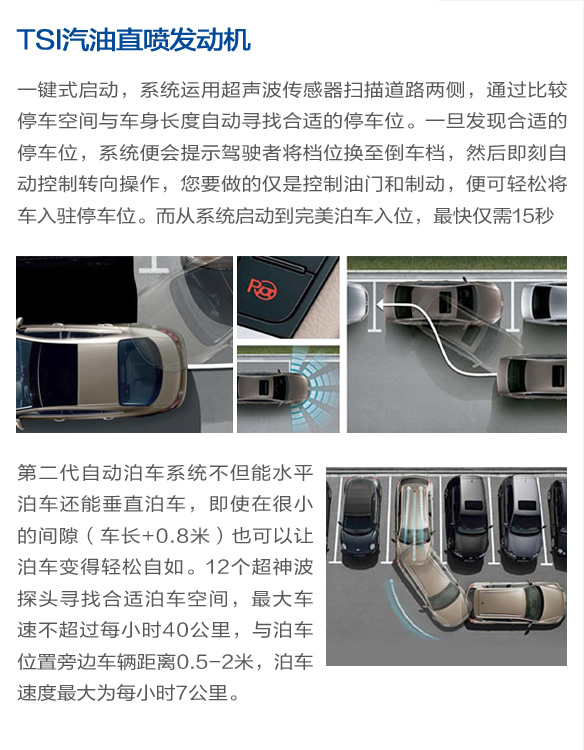 TSI汽油直喷发动机
一键式启动，系统运用超声波传感器扫描道路两侧，通过比较
停车空间与车身长度自动寻找合适的停车位。一旦发现合适的
停车位，系统便会提示驾驶者将档位换至倒车档，然后即刻自
动控制转向操作，您要做的仅是控制油门和制动，便可轻松将
车入驻停车位。而从系统启动到完美泊车入位，最快仅需15秒
第二代自动泊车系统不但能水平
泊车还能垂直泊车，即使在很小
的间隙（车长+0.8米）也可以让
泊车变得轻松自如。12个超神波
探头寻找合适泊车空间，最大车
速不超过每小时40公里，与泊车
位置旁边车辆距离0.5-2米，泊车
速度最大为每小时7公里。